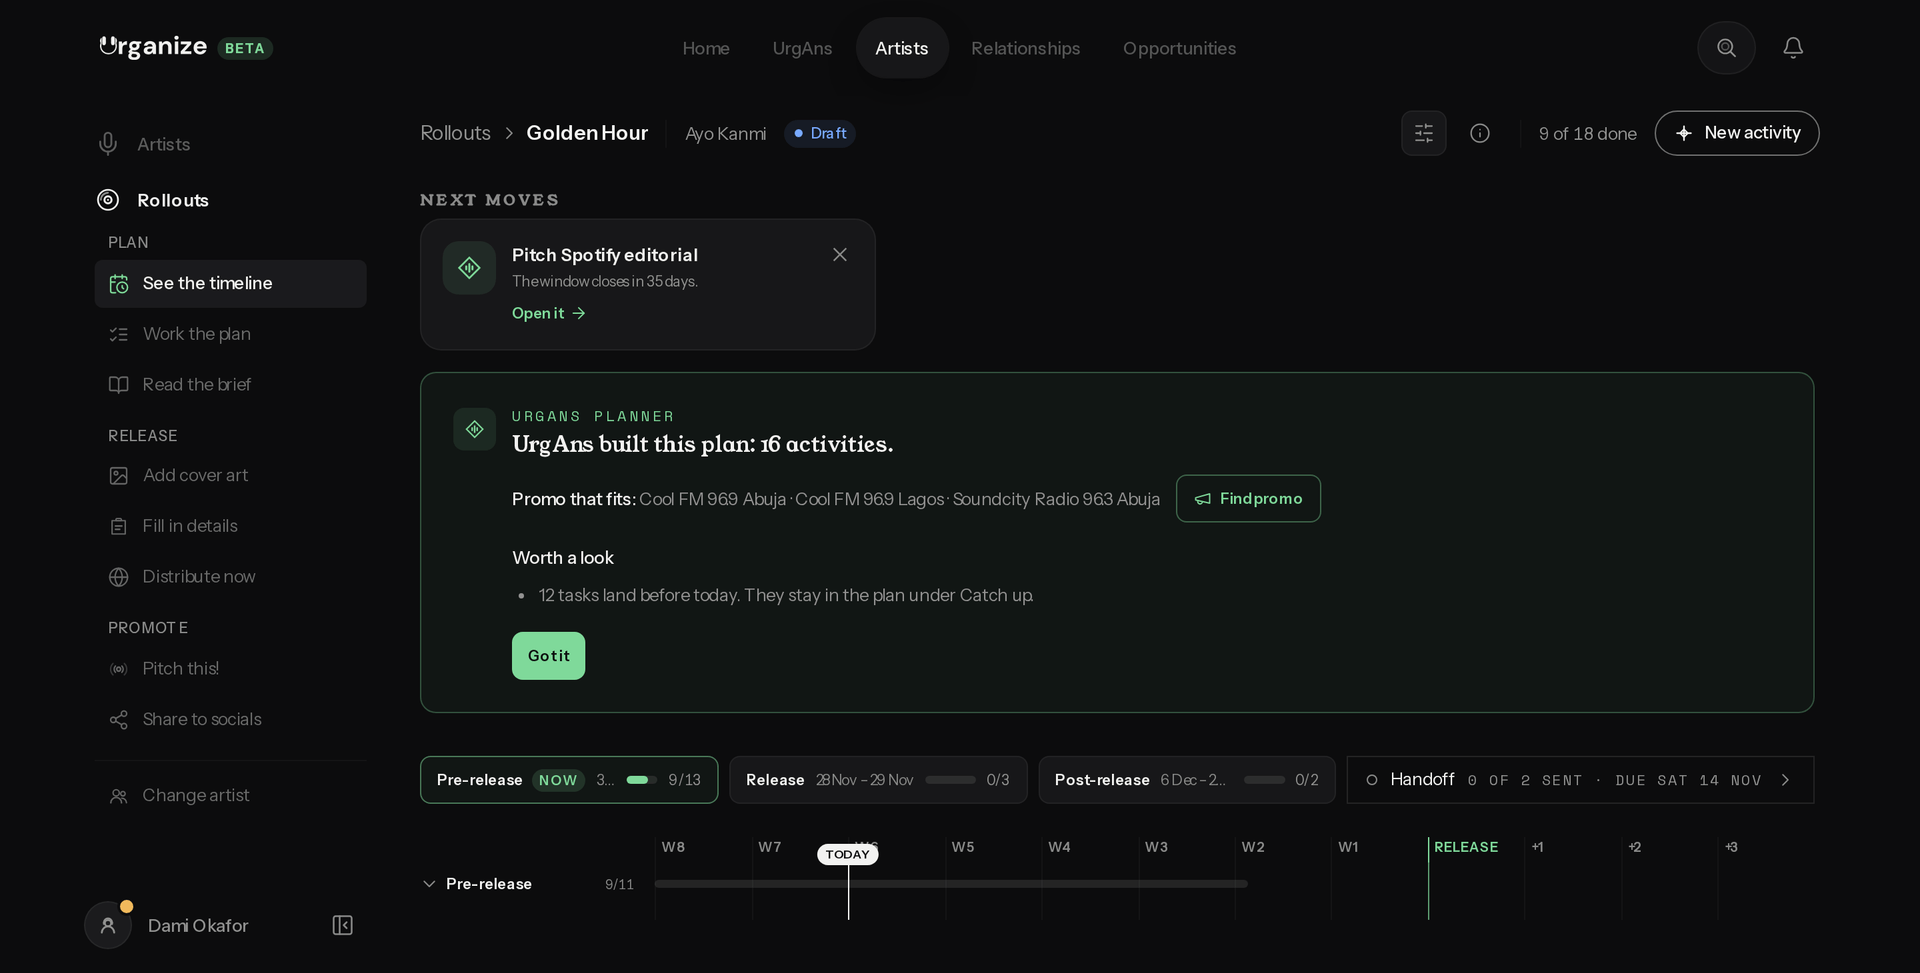 Urganize BETA
Home UrgAns Artists Relationships Opportunities
Artists
Rollouts
PLAN
See the timeline
Work the plan
Read the brief
RELEASE
Add cover art
Fill in details
Distribute now
PROMOTE
Pitch this!
Share to socials
Change artist
Dami Okafor
Rollouts > Golden Hour Ayo Kanmi Draft
9 of 18 done New activity
NEXT MOVES
Pitch Spotify editorial
The window closes in 35 days.
Open it →
URGANS PLANNER
UrgAns built this plan: 16 activities.
Promo that fits: Cool FM 96.9 Abuja · Cool FM 96.9 Lagos · Soundcity Radio 96.3 Abuja Find promo
Worth a look
• 12 tasks land before today. They stay in the plan under Catch up.
Got it
Pre-release NOW 3... 9/13
Release 28 Nov – 29 Nov 0/3
Post-release 6 Dec – 2... 0/2
Handoff 0 OF 2 SENT · DUE SAT 14 NOV
W8 W7 W5 W4 W3 W2 W1 RELEASE +1 +2 +3
TODAY
Pre-release 9/11